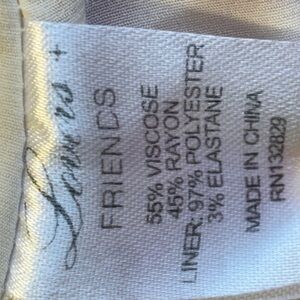 Lovers +
FRIENDS
55% VISCOSE
45% RAYON
LINER: 97% POLYESTER
3% ELASTANE
MADE IN CHINA
RN132829